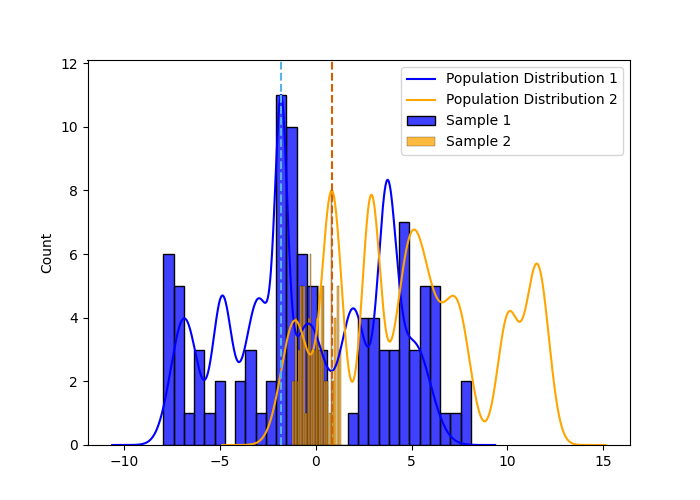 Population Distribution 1
Population Distribution 2
Sample 1
Sample 2
Count
12
10
8
6
4
2
0
−10 −5 0 5 10 15